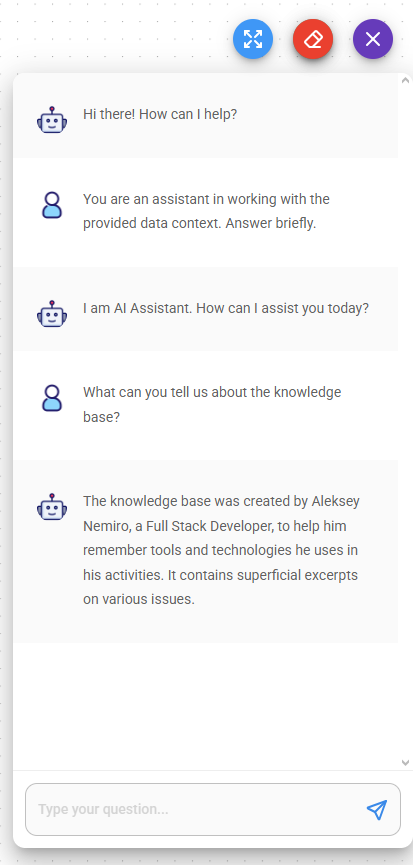 Hi there! How can I help?
You are an assistant in working with the
provided data context. Answer briefly.
I am AI Assistant. How can I assist you today?
What can you tell us about the knowledge
base?
The knowledge base was created by Aleksey
Nemiro, a Full Stack Developer, to help him
remember tools and technologies he uses in
his activities. It contains superficial excerpts
on various issues.
Type your question...